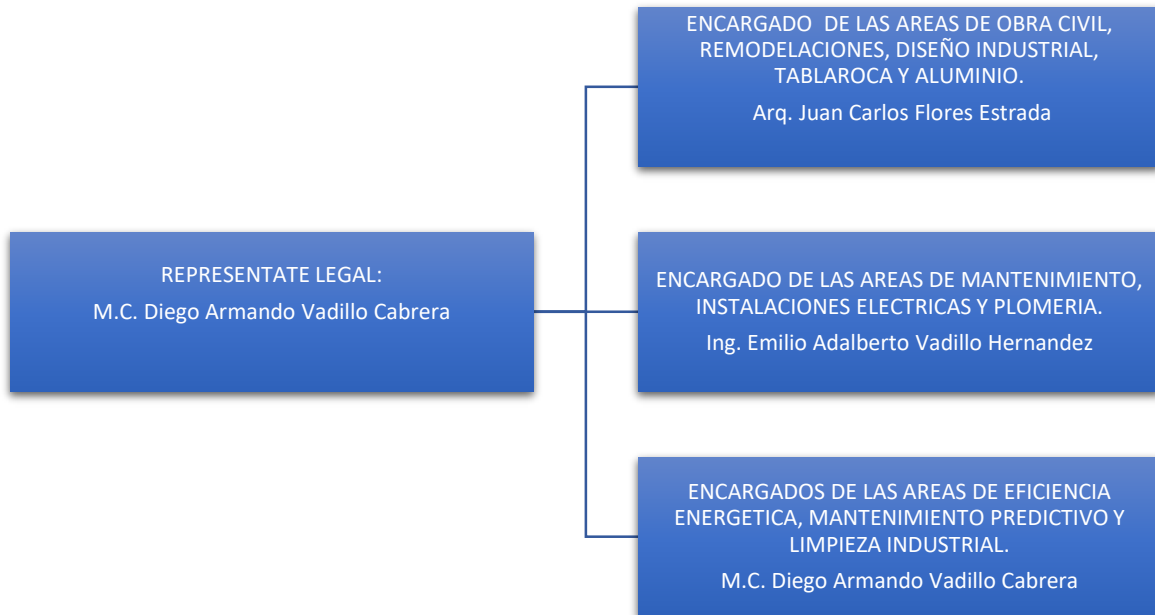 ENCARGADO DE LAS AREAS DE OBRA CIVIL,
REMODELACIONES, DISEÑO INDUSTRIAL,
TABLAROCA Y ALUMINIO.
Arq. Juan Carlos Flores Estrada
REPRESENTATE LEGAL:
M.C. Diego Armando Vadillo Cabrera
ENCARGADO DE LAS AREAS DE MANTENIMIENTO,
INSTALACIONES ELECTRICAS Y PLOMERIA.
Ing. Emilio Adalberto Vadillo Hernandez
ENCARGADOS DE LAS AREAS DE EFICIENCIA
ENERGETICA, MANTENIMIENTO PREDICTIVO Y
LIMPIEZA INDUSTRIAL.
M.C. Diego Armando Vadillo Cabrera